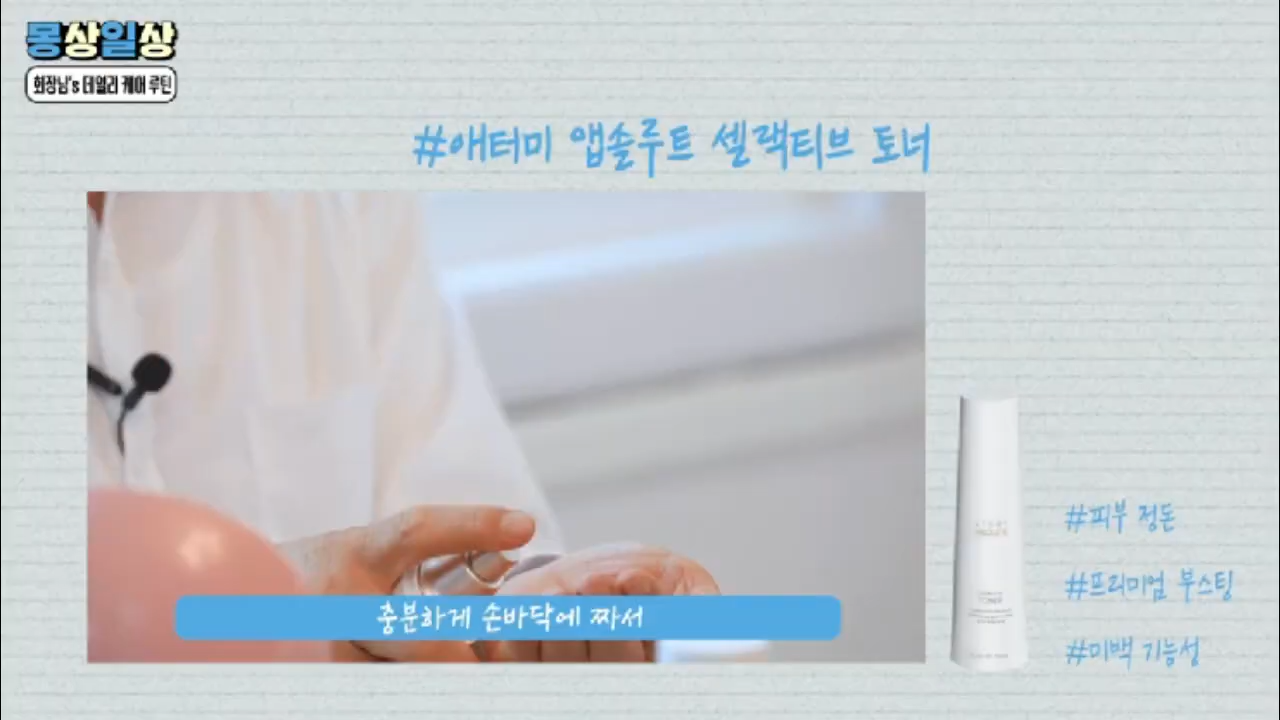 몽상일상
회장님's 데일리 케어 루틴
#애터미 앱솔루트 셀랙티브 토너
충분하게 손바닥에 짜서
TONER
#피부 정돈
#프리미엄 부스팅
#미백 기능성